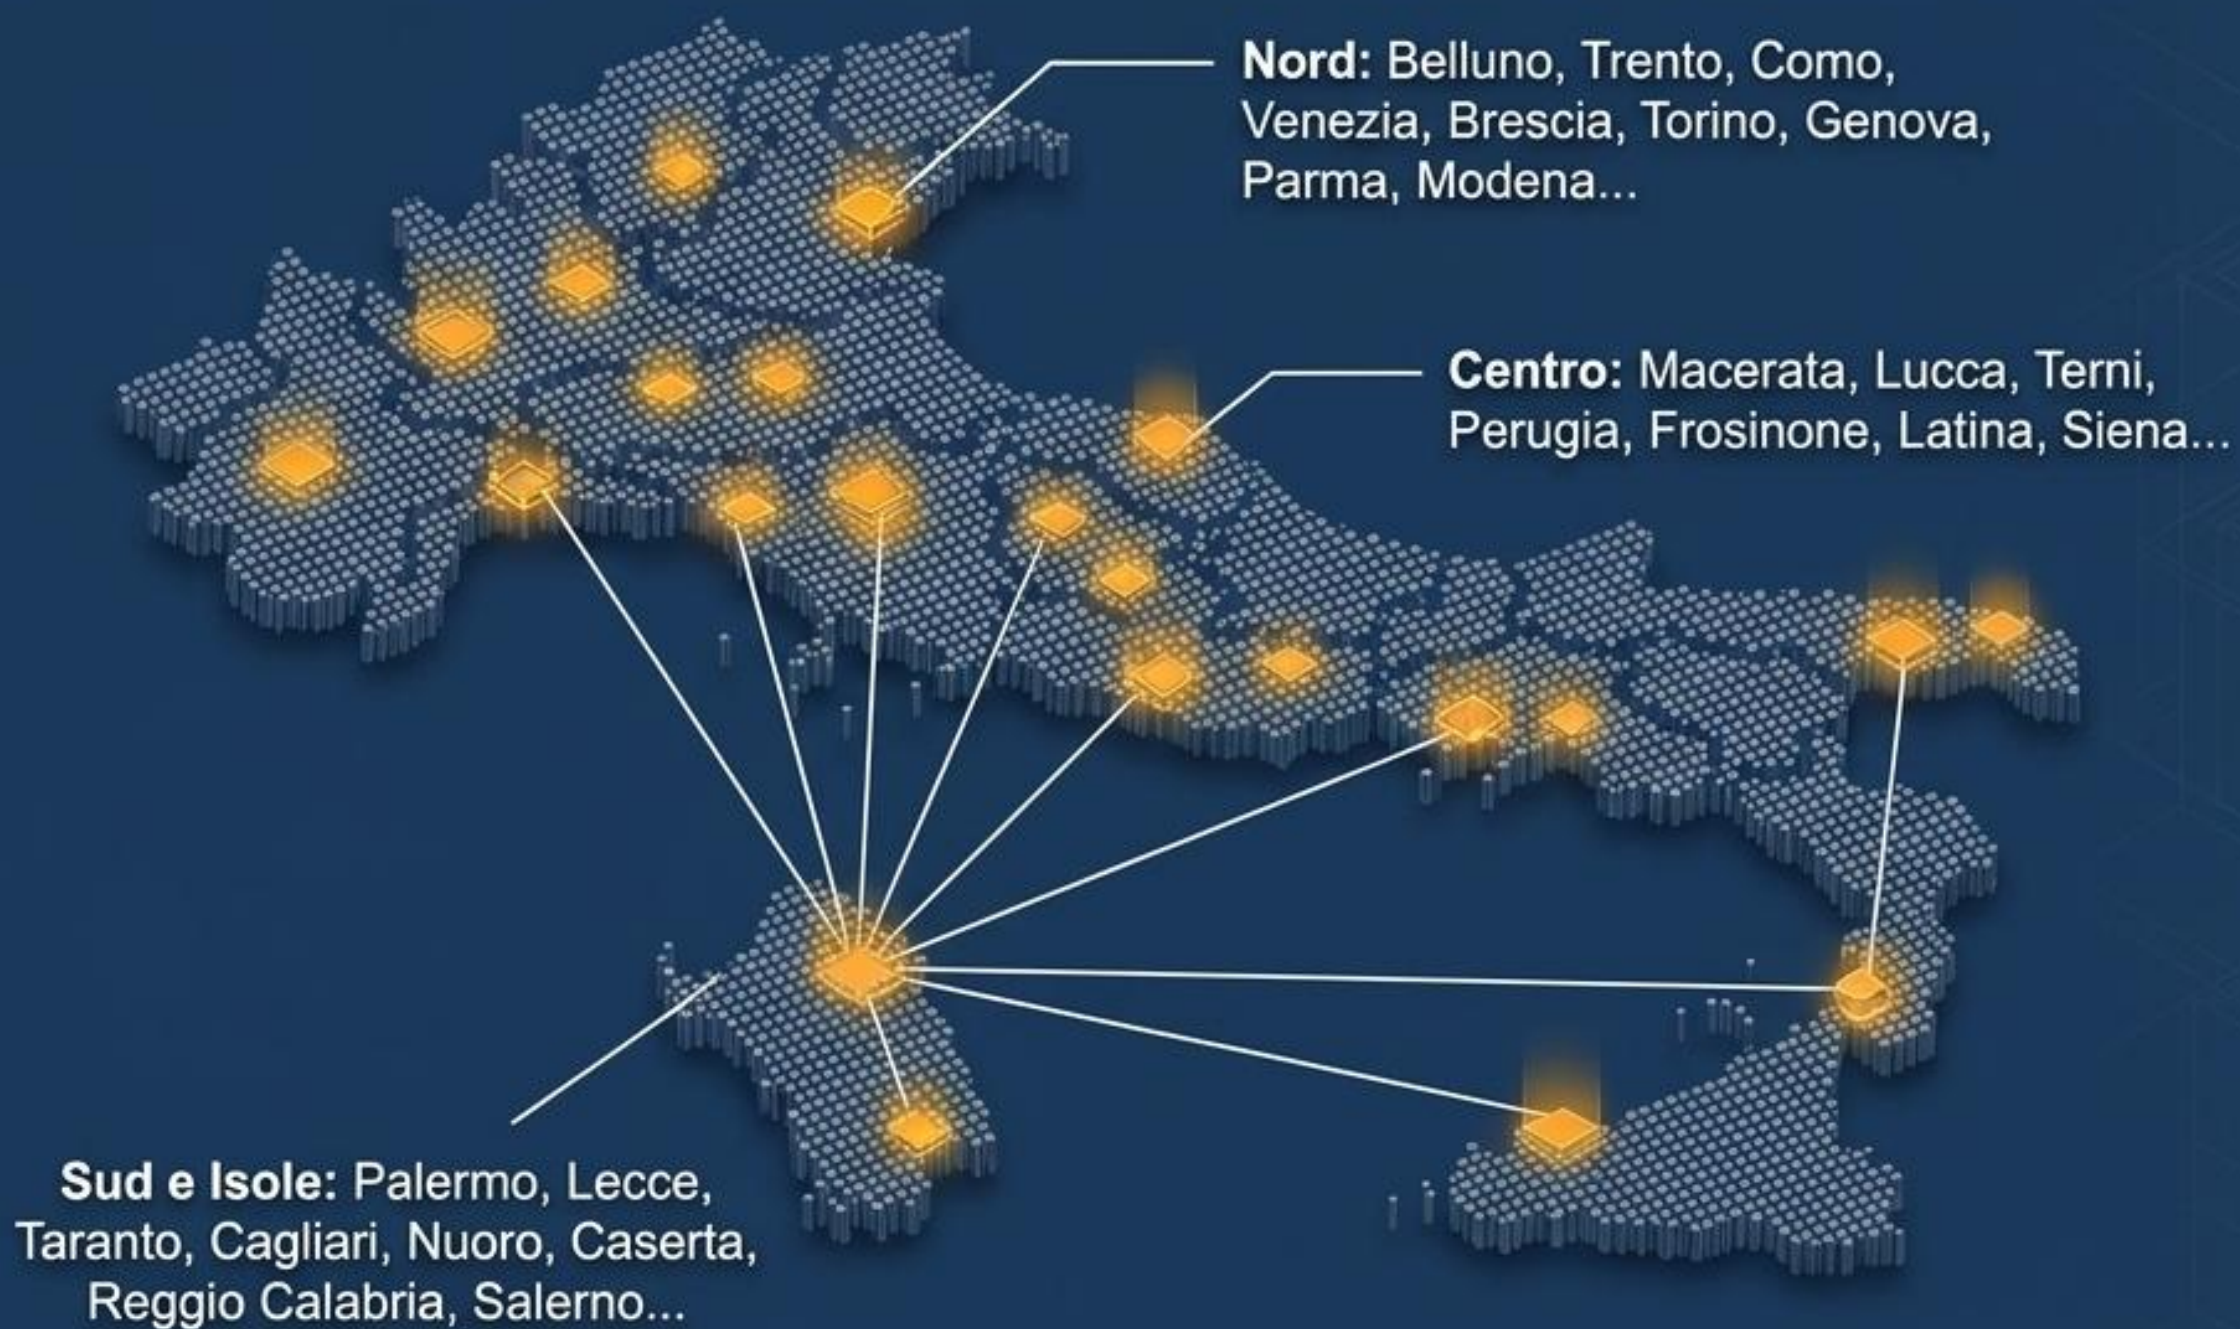 Nord: Belluno, Trento, Como,
Venezia, Brescia, Torino, Genova,
Parma, Modena...
Centro: Macerata, Lucca, Terni,
Perugia, Frosinone, Latina, Siena...
Sud e Isole: Palermo, Lecce,
Taranto, Cagliari, Nuoro, Caserta,
Reggio Calabria, Salerno...